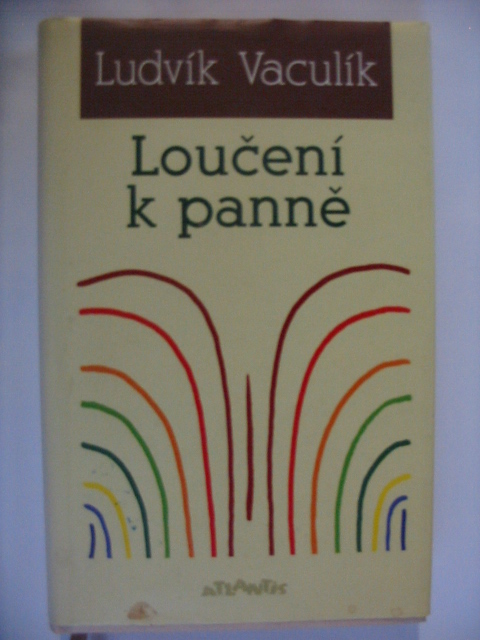 Ludvík Vaculík
Loučení
k panně
ATLANTIS